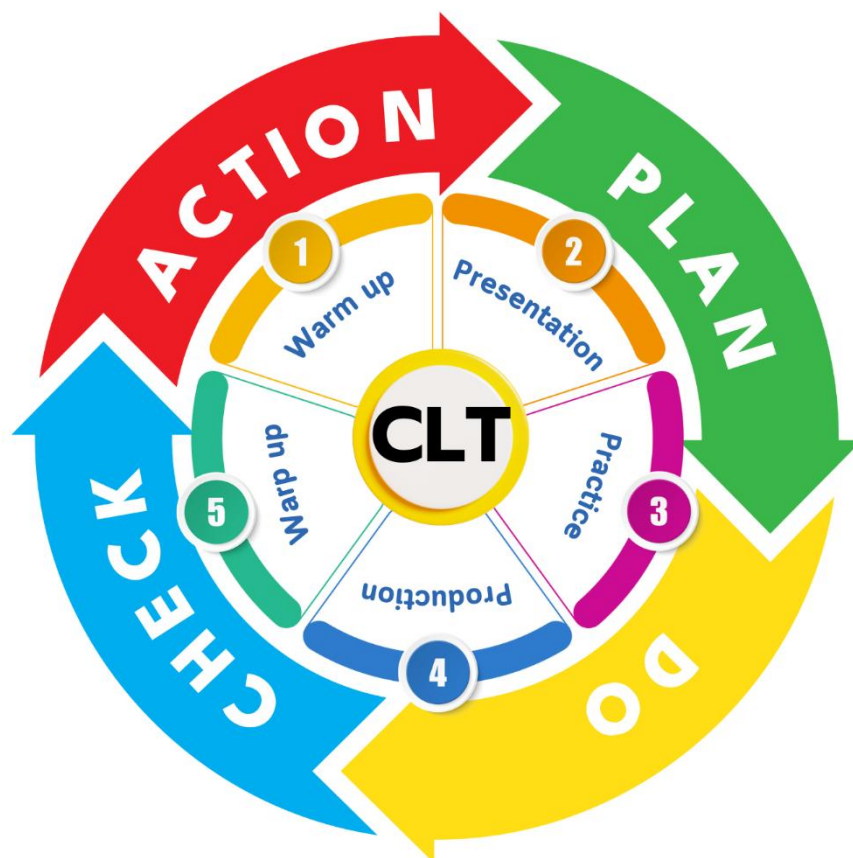 ACTION
PLAN
DO
CHECK
1
Warm up
2
Presentation
3
Practice
4
Production
5
Warp up
CLT